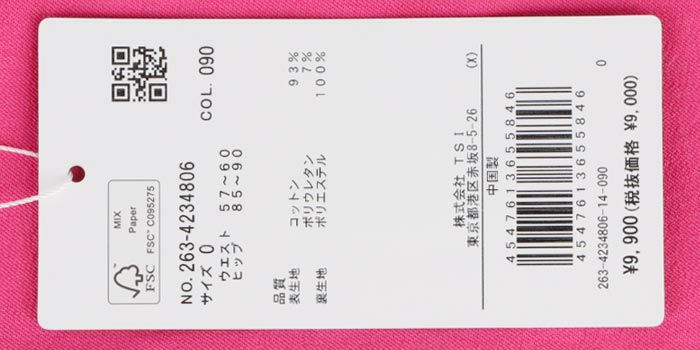 MIX
Paper
FSC™ C095275
FSC
NO. 263-4234806 COL. 090
サイズ 0
ウエスト 57~60
ヒップ 85~90
品質
表生地 コットン 93%
ポリウレタン 7%
裏生地 ポリエステル 100%
株式会社 TSI (X)
東京都港区赤坂8-5-26
中国製
4547613655846
4547613655846
263-4234806-14-090 0
¥9,900(税抜価格 ¥9,000)